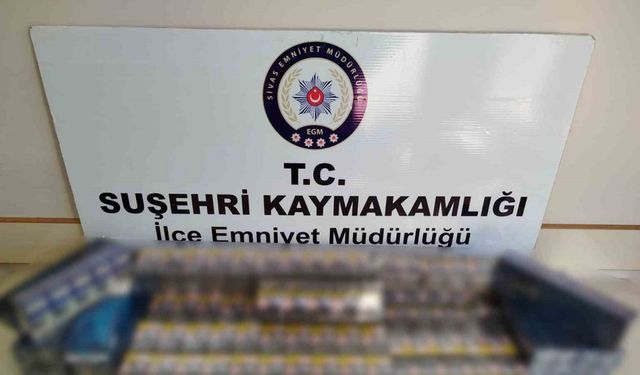 SİVAS EMNİYET MÜDÜRLÜĞÜ
EGM
T.C.
SUŞEHRİ KAYMAKAMLIĞI
İlçe Emniyet Müdürlüğü